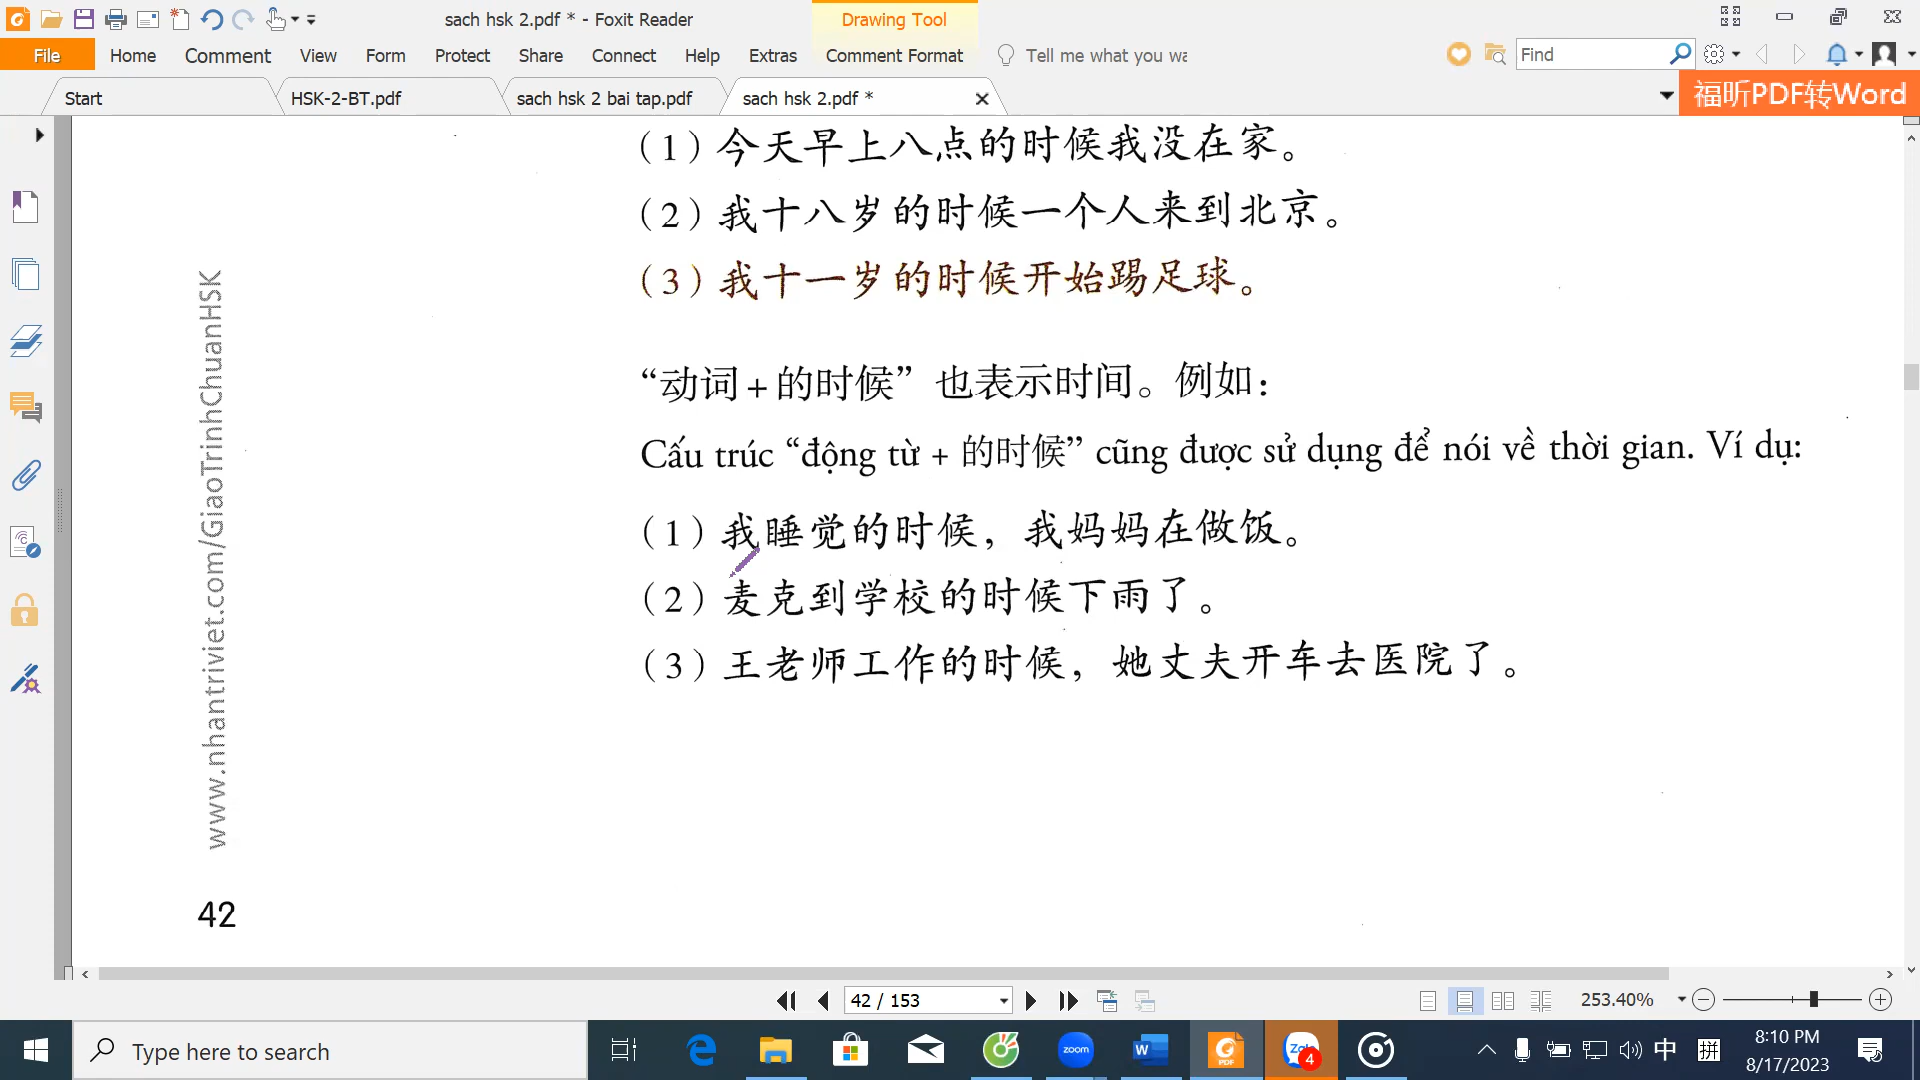 sach hsk 2.pdf * - Foxit Reader
Drawing Tool
File Home Comment View Form Protect Share Connect Help Extras Comment Format Tell me what you wa Find
Start HSK-2-BT.pdf sach hsk 2 bai tap.pdf sach hsk 2.pdf *
福昕PDF转Word
（1）今天早上八点的时候我没在家。
（2）我十八岁的时候一个人来到北京。
（3）我十一岁的时候开始踢足球。
“动词+的时候”也表示时间。例如：
Cấu trúc “động từ + 的时候” cũng được sử dụng để nói về thời gian. Ví dụ:
（1）我睡觉的时候，我妈妈在做饭。
（2）麦克到学校的时候下雨了。
（3）王老师工作的时候，她丈夫开车去医院了。
www.nhantriviet.com/GiaoTrinhChuanHSK
42
42 / 153
253.40%
Type here to search
zoom
W
PDF
Zalo
4
中
拼
8:10 PM
8/17/2023